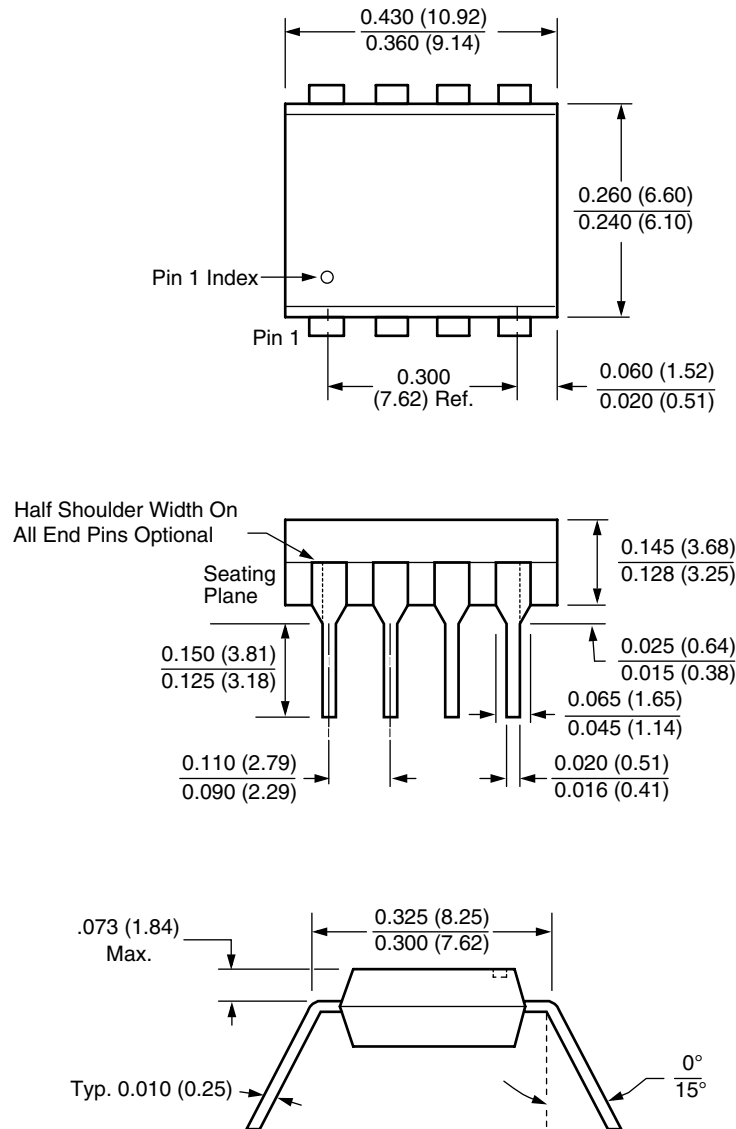 0.430 (10.92)
0.360 (9.14)
0.260 (6.60)
0.240 (6.10)
Pin 1 Index
Pin 1
0.300
(7.62) Ref.
0.060 (1.52)
0.020 (0.51)
Half Shoulder Width On
All End Pins Optional
Seating
Plane
0.145 (3.68)
0.128 (3.25)
0.150 (3.81)
0.125 (3.18)
0.025 (0.64)
0.015 (0.38)
0.065 (1.65)
0.045 (1.14)
0.110 (2.79)
0.090 (2.29)
0.020 (0.51)
0.016 (0.41)
.073 (1.84)
Max.
0.325 (8.25)
0.300 (7.62)
Typ. 0.010 (0.25)
0°
15°